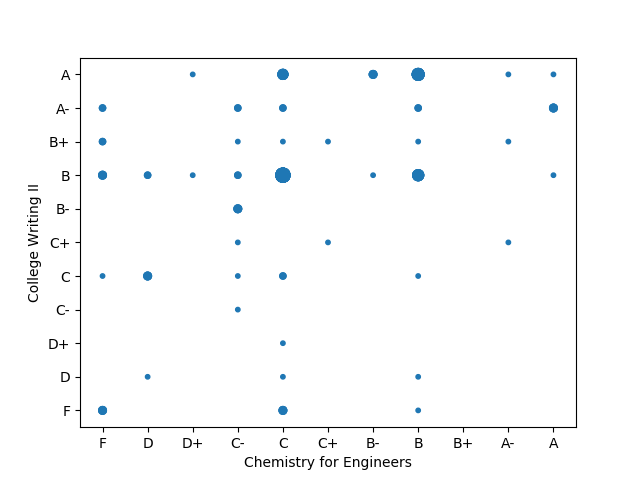 A
A-
B+
B
B-
C+
C
C-
D+
D
F
College Writing II
F D D+ C- C C+ B- B B+ A- A
Chemistry for Engineers